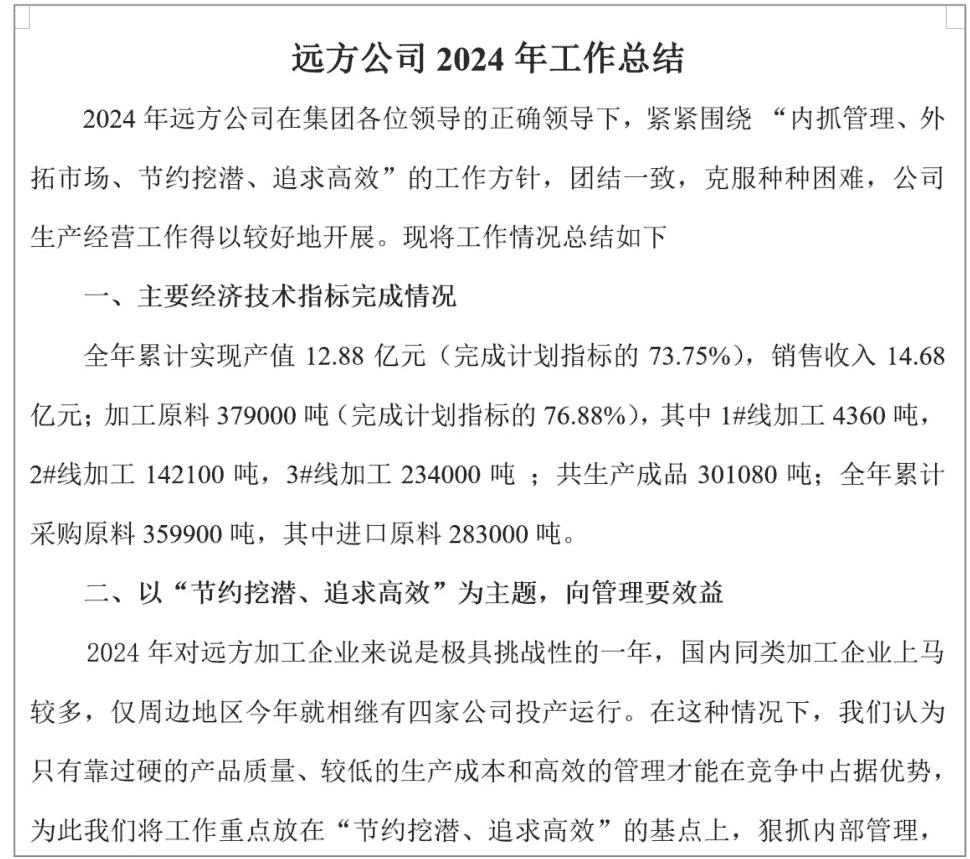 远方公司 2024 年工作总结
2024 年远方公司在集团各位领导的正确领导下，紧紧围绕 “内抓管理、外
拓市场、节约挖潜、追求高效”的工作方针，团结一致，克服种种困难，公司
生产经营工作得以较好地开展。现将工作情况总结如下
一、主要经济技术指标完成情况
全年累计实现产值 12.88 亿元（完成计划指标的 73.75%），销售收入 14.68
亿元；加工原料 379000 吨（完成计划指标的 76.88%），其中 1#线加工 4360 吨，
2#线加工 142100 吨，3#线加工 234000 吨 ；共生产成品 301080 吨；全年累计
采购原料 359900 吨，其中进口原料 283000 吨。
二、以“节约挖潜、追求高效”为主题，向管理要效益
2024 年对远方加工企业来说是极具挑战性的一年，国内同类加工企业上马
较多，仅周边地区今年就相继有四家公司投产运行。在这种情况下，我们认为
只有靠过硬的产品质量、较低的生产成本和高效的管理才能在竞争中占据优势，
为此我们将工作重点放在“节约挖潜、追求高效”的基点上，狠抓内部管理，